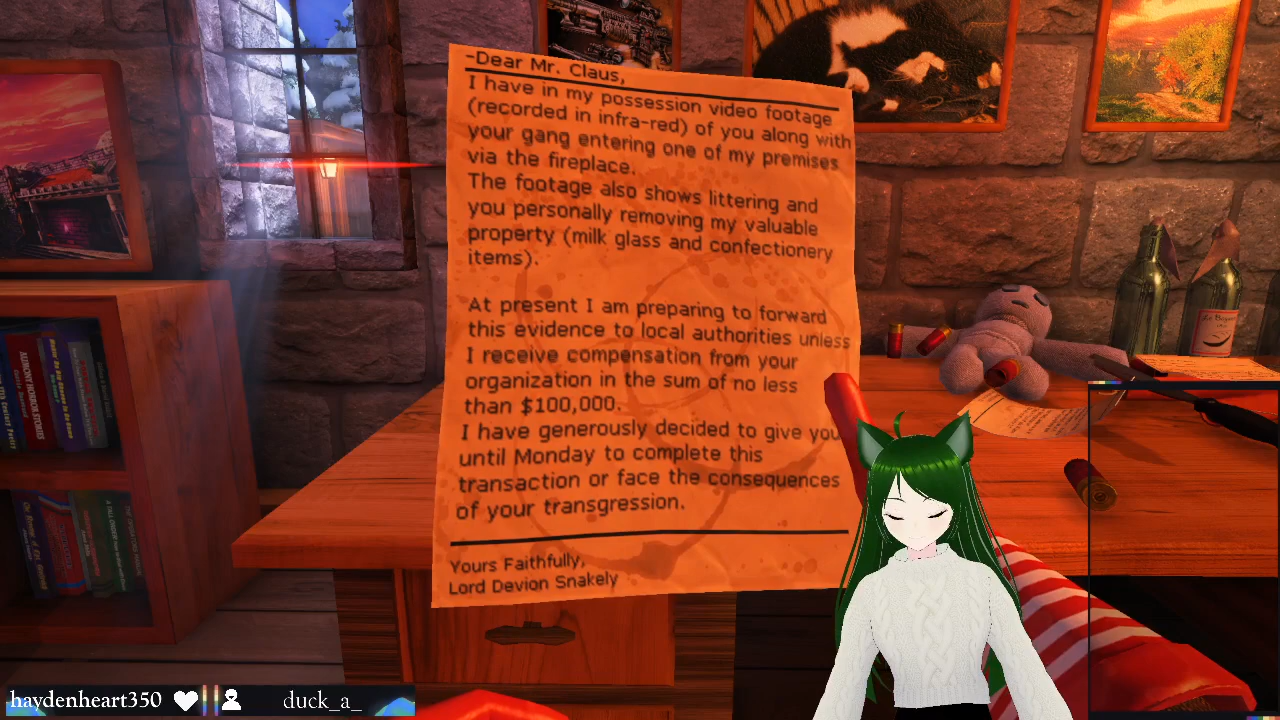 -Dear Mr. Claus,
I have in my possession video footage
(recorded in infra-red) of you along with
your gang entering one of my premises
via the fireplace.
The footage also shows littering and
you personally removing my valuable
property (milk glass and confectionery
items).
At present I am preparing to forward
this evidence to local authorities unless
I receive compensation from your
organization in the sum of no less
than $100,000.
I have generously decided to give you
until Monday to complete this
transaction or face the consequences
of your transgression.
Yours Faithfully,
Lord Devion Snakely
haydenheart350
duck_a_